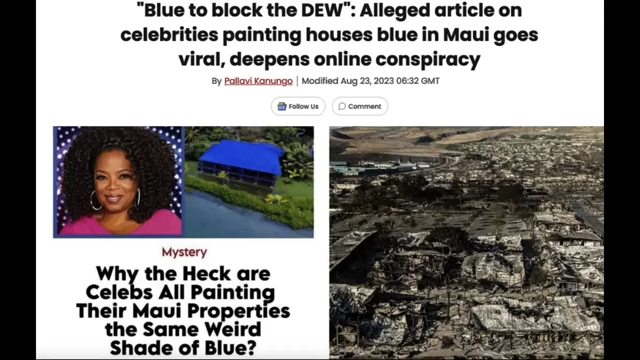 "Blue to block the DEW": Alleged article on
celebrities painting houses blue in Maui goes
viral, deepens online conspiracy
By Pallavi Kanungo | Modified Aug 23, 2023 06:32 GMT
Follow Us
Comment
Mystery
Why the Heck are
Celebs All Painting
Their Maui Properties
the Same Weird
Shade of Blue?